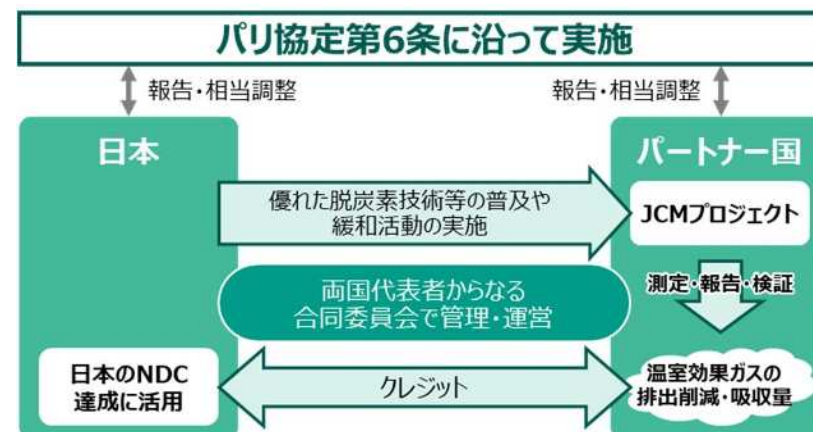 パリ協定第6条に沿って実施
報告・相当調整
報告・相当調整
日本
パートナー国
優れた脱炭素技術等の普及や
緩和活動の実施
JCMプロジェクト
測定・報告・検証
両国代表者からなる
合同委員会で管理・運営
日本のNDC
達成に活用
クレジット
温室効果ガスの
排出削減・吸収量